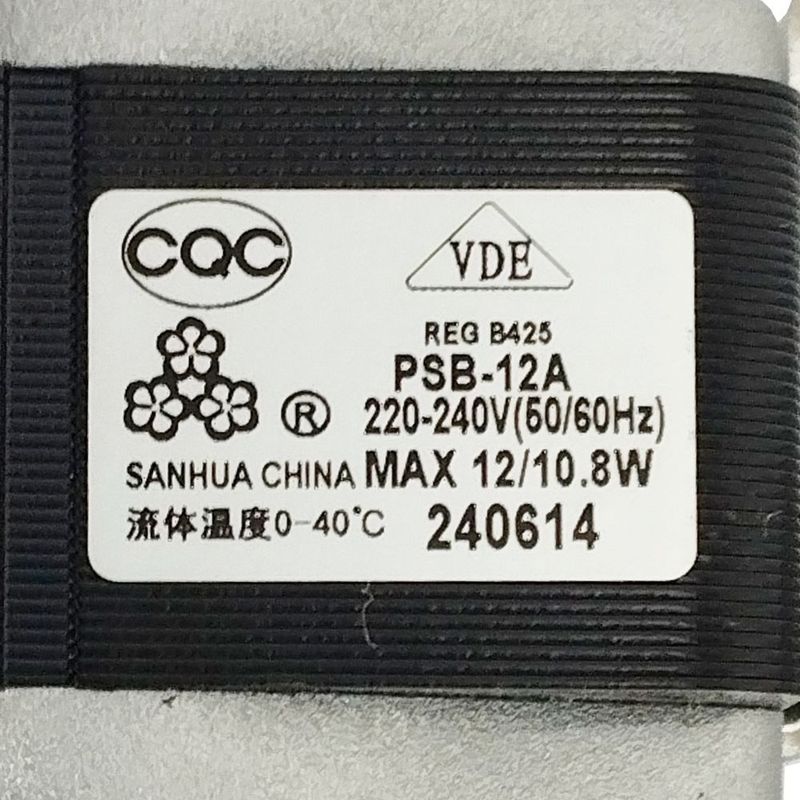 CQC
VDE
REG B425
PSB-12A
® 220-240V(50/60Hz)
SANHUA CHINA MAX 12/10.8W
流体温度0-40℃ 240614